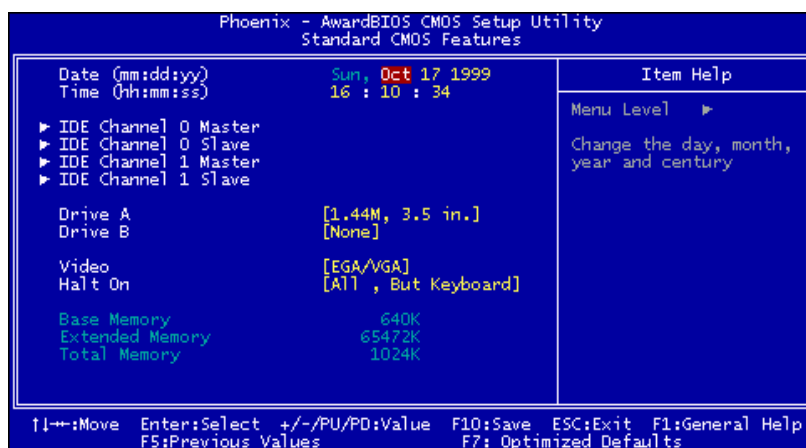 Phoenix - AwardBIOS CMOS Setup Utility
Standard CMOS Features
Date (mm:dd:yy) Sun, Oct 17 1999
Time (hh:mm:ss) 16 : 10 : 34
▶ IDE Channel 0 Master
▶ IDE Channel 0 Slave
▶ IDE Channel 1 Master
▶ IDE Channel 1 Slave
Drive A [1.44M, 3.5 in.]
Drive B [None]
Video [EGA/VGA]
Halt On [All , But Keyboard]
Base Memory 640K
Extended Memory 65472K
Total Memory 1024K
Item Help
Menu Level ▶
Change the day, month,
year and century
↑↓→←:Move Enter:Select +/-/PU/PD:Value F10:Save ESC:Exit F1:General Help
F5:Previous Values F7: Optimized Defaults